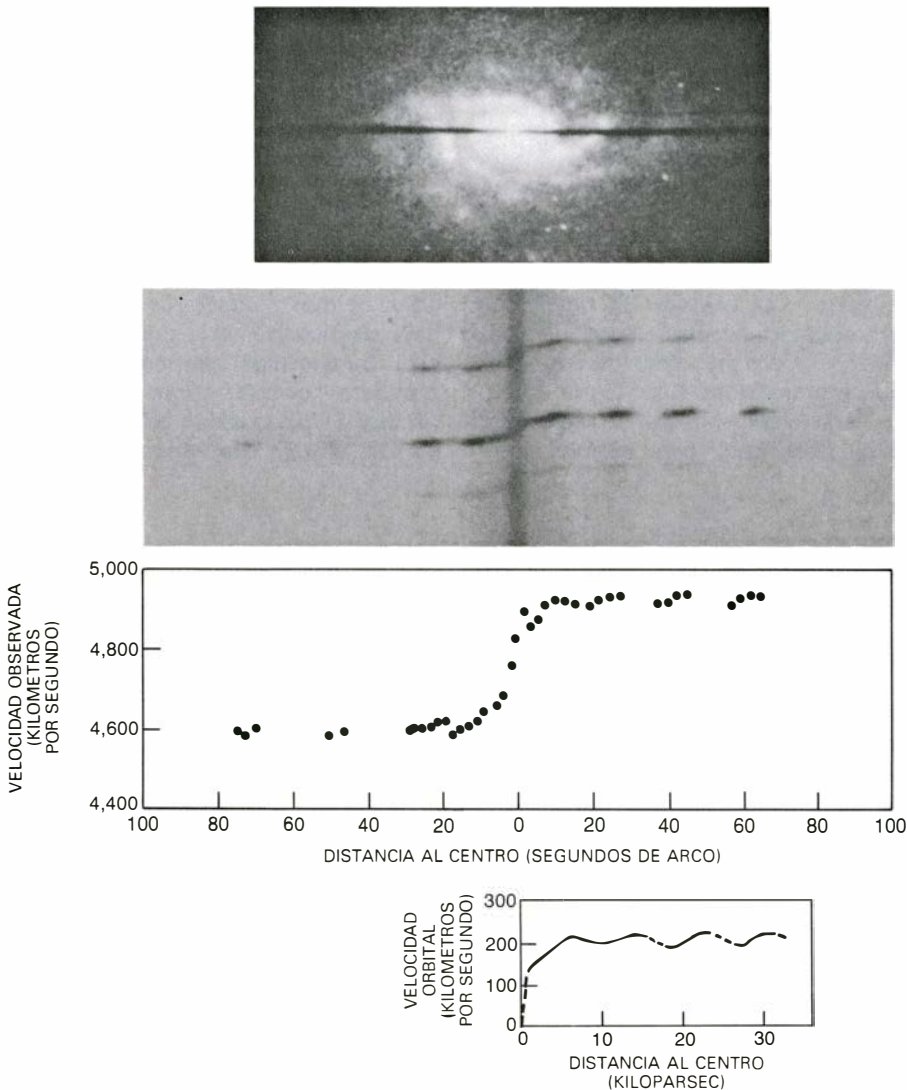 5,000
4,800
4,600
4,400
VELOCIDAD OBSERVADA
(KILOMETROS
POR SEGUNDO)
100 80 60 40 20 0 20 40 60 80 100
DISTANCIA AL CENTRO (SEGUNDOS DE ARCO)
300
200
100
0
VELOCIDAD
ORBITAL
(KILOMETROS
POR SEGUNDO)
0 10 20 30
DISTANCIA AL CENTRO
(KILOPARSEC)